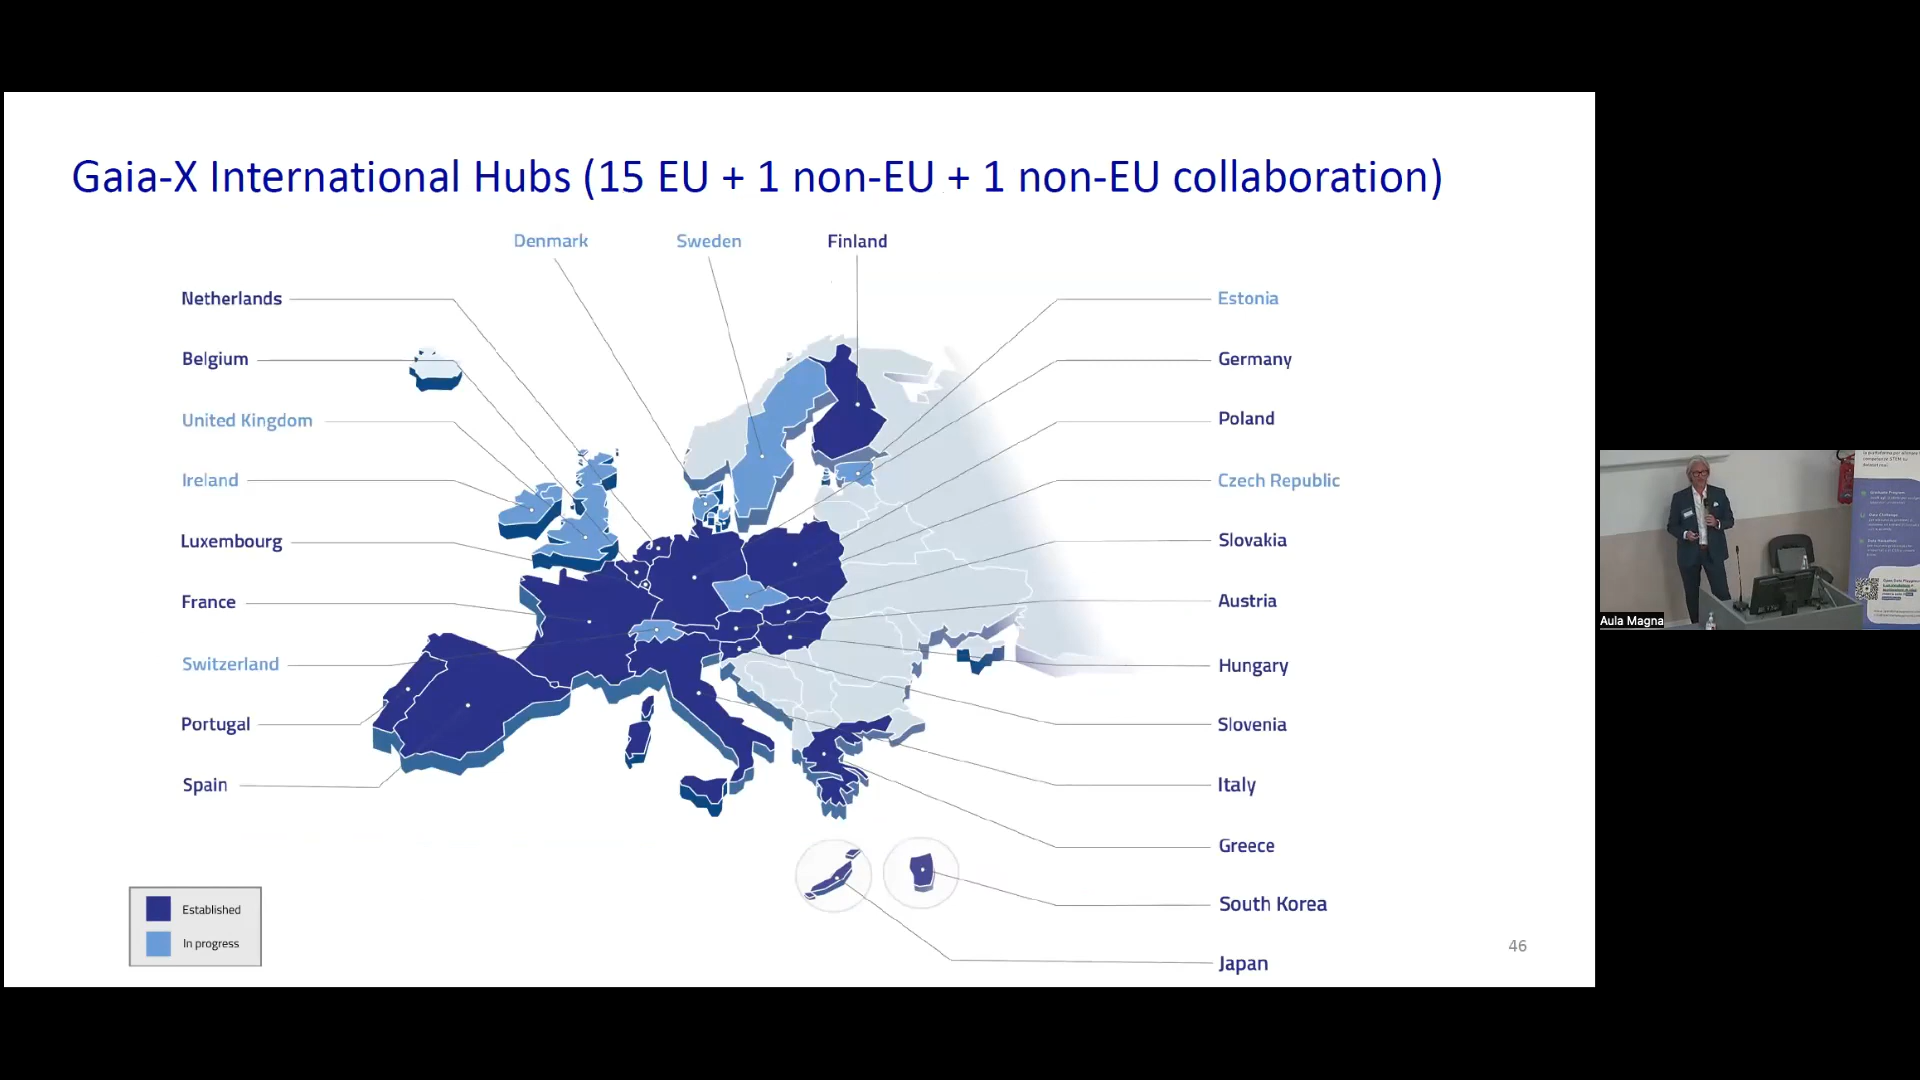 Gaia-X International Hubs (15 EU + 1 non-EU + 1 non-EU collaboration)
Denmark
Sweden
Finland
Netherlands
Estonia
Belgium
Germany
United Kingdom
Poland
Ireland
Czech Republic
Luxembourg
Slovakia
France
Austria
Switzerland
Hungary
Portugal
Slovenia
Spain
Italy
Greece
South Korea
Japan
Established
In progress
46
Aula Magna